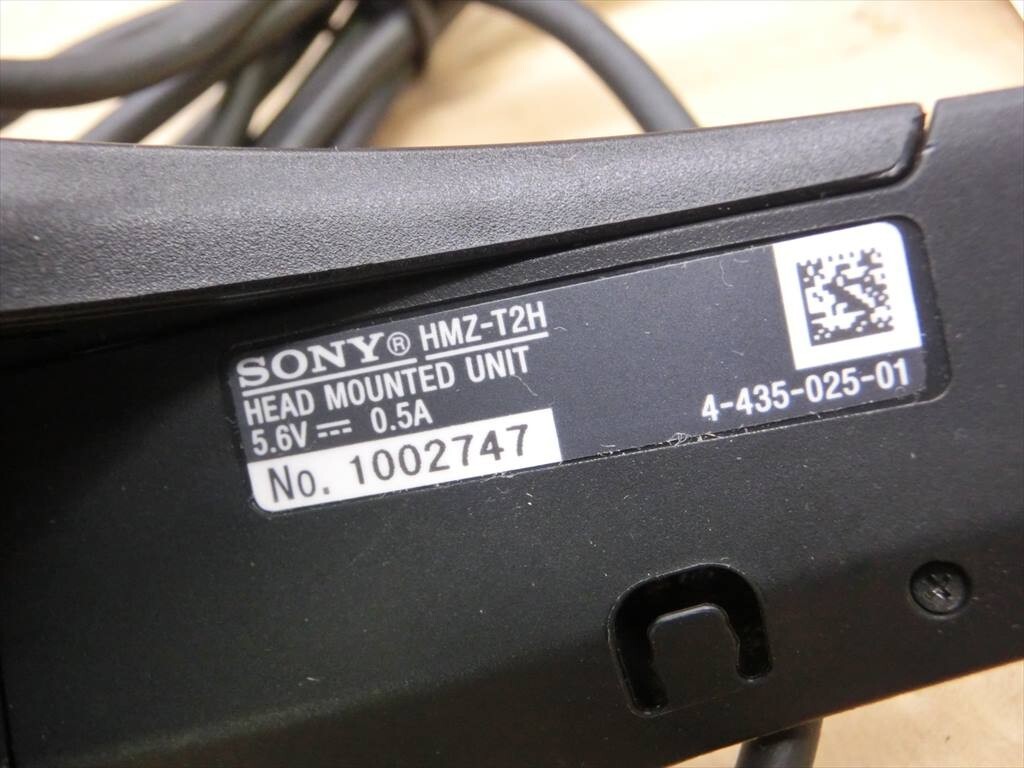 SONY® HMZ-T2H
HEAD MOUNTED UNIT
5.6V ⎓ 0.5A
No. 1002747
4-435-025-01